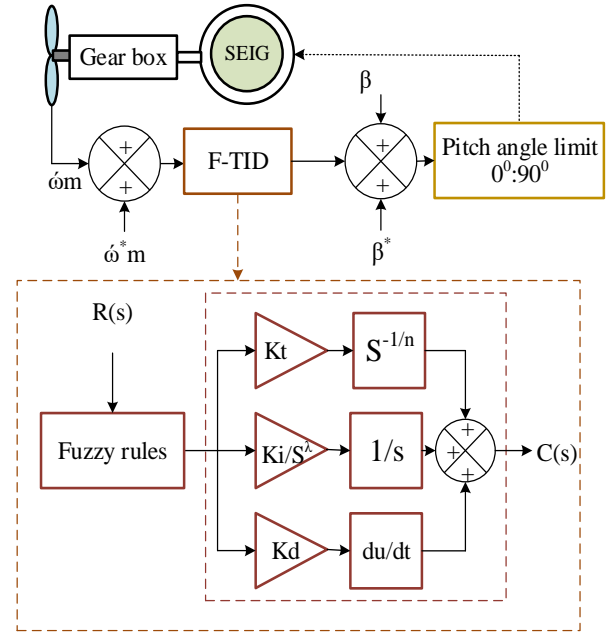 Gear box
SEIG
β
ώm
+
+
F-TID
+
+
Pitch angle limit
0⁰:90⁰
ώ*m
β*
R(s)
Kt
S⁻¹/ⁿ
Fuzzy rules
Ki/S^λ
1/s
+
+
+
C(s)
Kd
du/dt